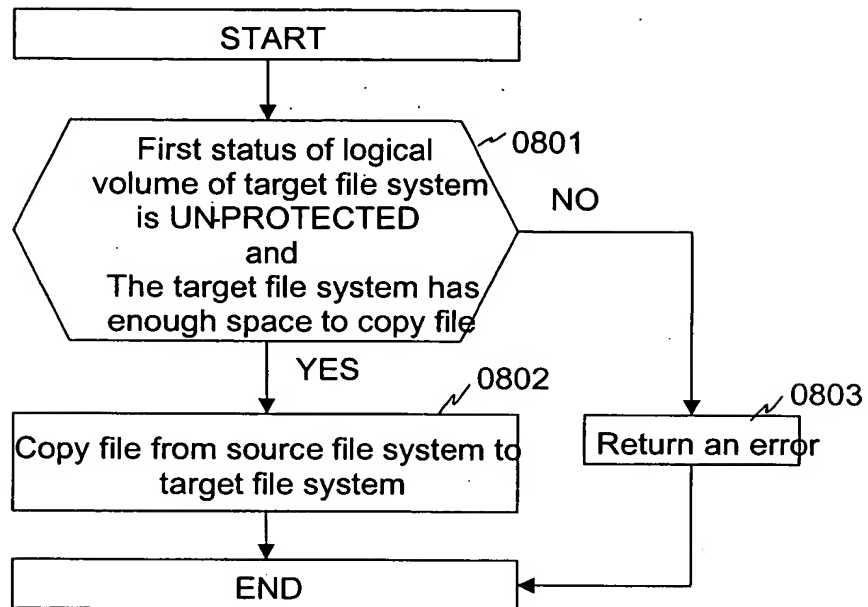 START
0801
First status of logical
volume of target file system
is UN-PROTECTED
and
The target file system has
enough space to copy file
NO
YES
0802
0803
Copy file from source file system to
target file system
Return an error
END